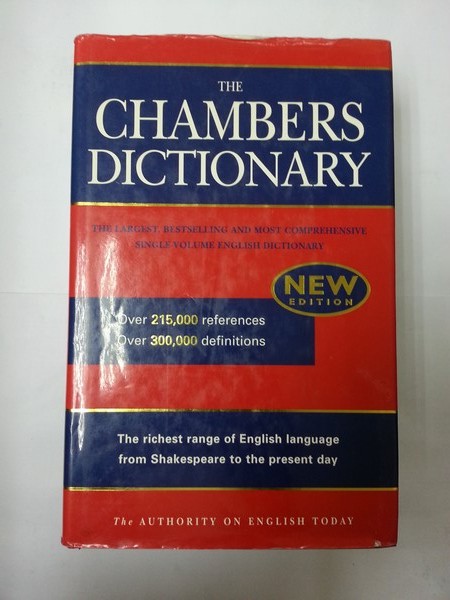 THE
CHAMBERS
DICTIONARY
THE LARGEST, BESTSELLING AND MOST COMPREHENSIVE
SINGLE VOLUME ENGLISH DICTIONARY
NEW
EDITION
Over 215,000 references
Over 300,000 definitions
The richest range of English language
from Shakespeare to the present day
The AUTHORITY ON ENGLISH TODAY